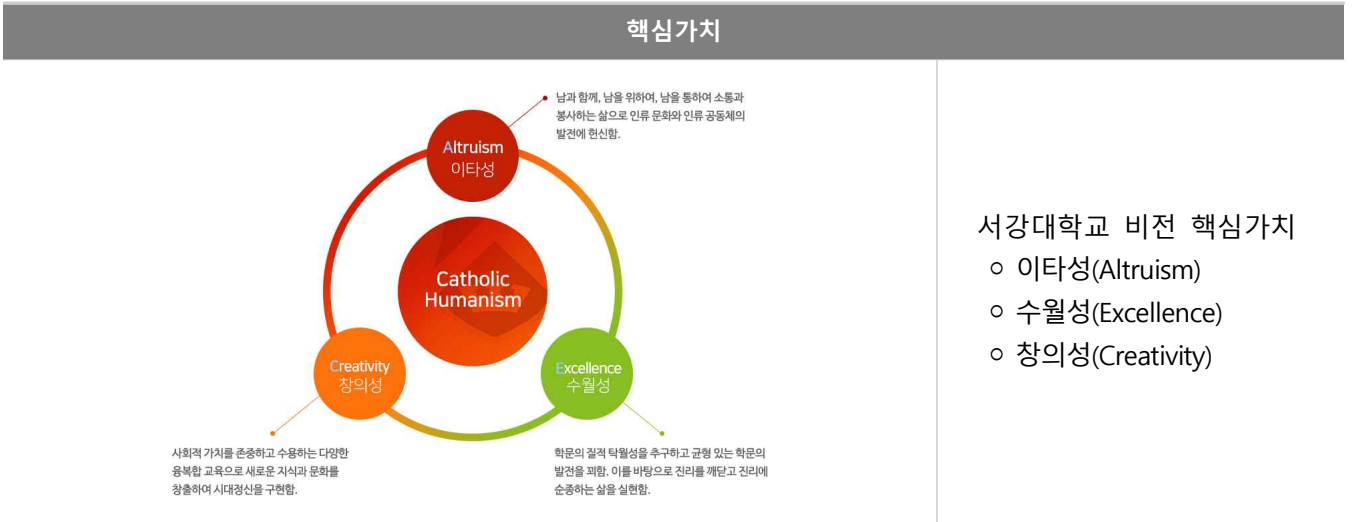 핵심가치
남과 함께, 남을 위하여, 남을 통하여 소통과
봉사하는 삶으로 인류 문화와 인류 공동체의
발전에 헌신함.
Altruism
이타성
Catholic
Humanism
Creativity
창의성
Excellence
수월성
사회적 가치를 존중하고 수용하는 다양한
융복합 교육으로 새로운 지식과 문화를
창출하여 시대정신을 구현함.
학문의 질적 탁월성을 추구하고 균형 있는 학문의
발전을 꾀함. 이를 바탕으로 진리를 깨닫고 진리에
순종하는 삶을 실현함.
서강대학교 비전 핵심가치
○ 이타성(Altruism)
○ 수월성(Excellence)
○ 창의성(Creativity)